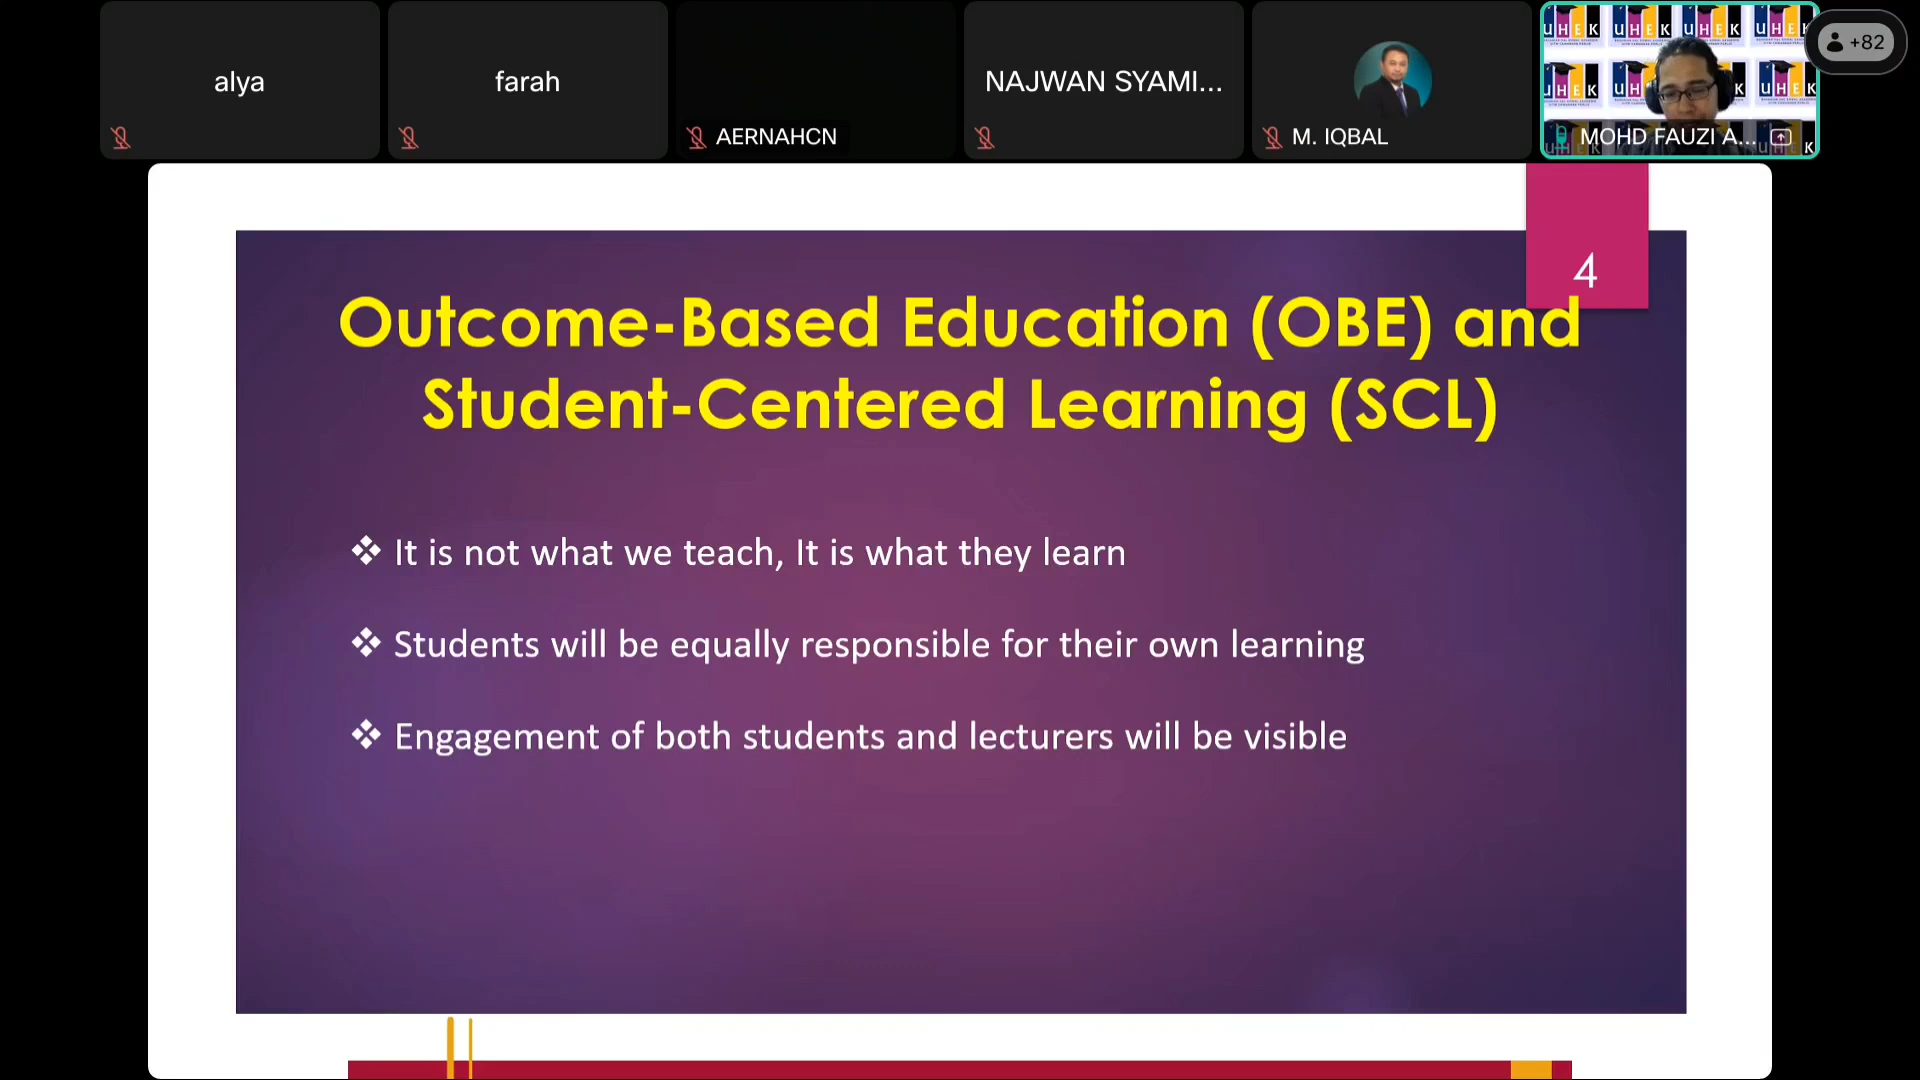 alya
farah
AERNAHCN
NAJWAN SYAMI...
M. IQBAL
MOHD FAUZI A...
+82
UHEK
4
Outcome-Based Education (OBE) and
Student-Centered Learning (SCL)
❖ It is not what we teach, It is what they learn
❖ Students will be equally responsible for their own learning
❖ Engagement of both students and lecturers will be visible